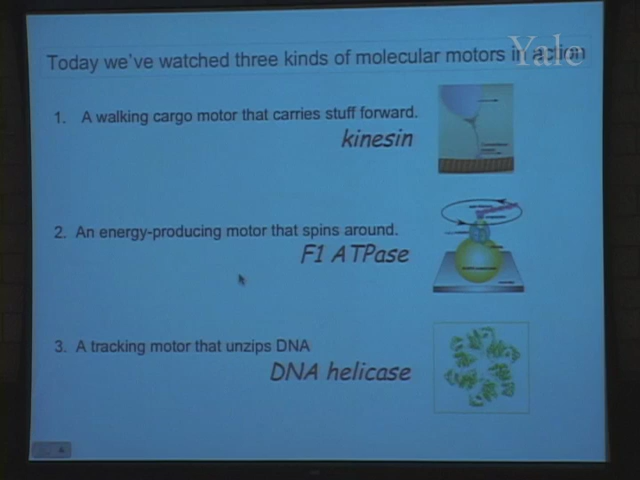 Today we've watched three kinds of molecular motors in action
Yale
1. A walking cargo motor that carries stuff forward.
kinesin
2. An energy-producing motor that spins around.
F1 ATPase
3. A tracking motor that unzips DNA
DNA helicase